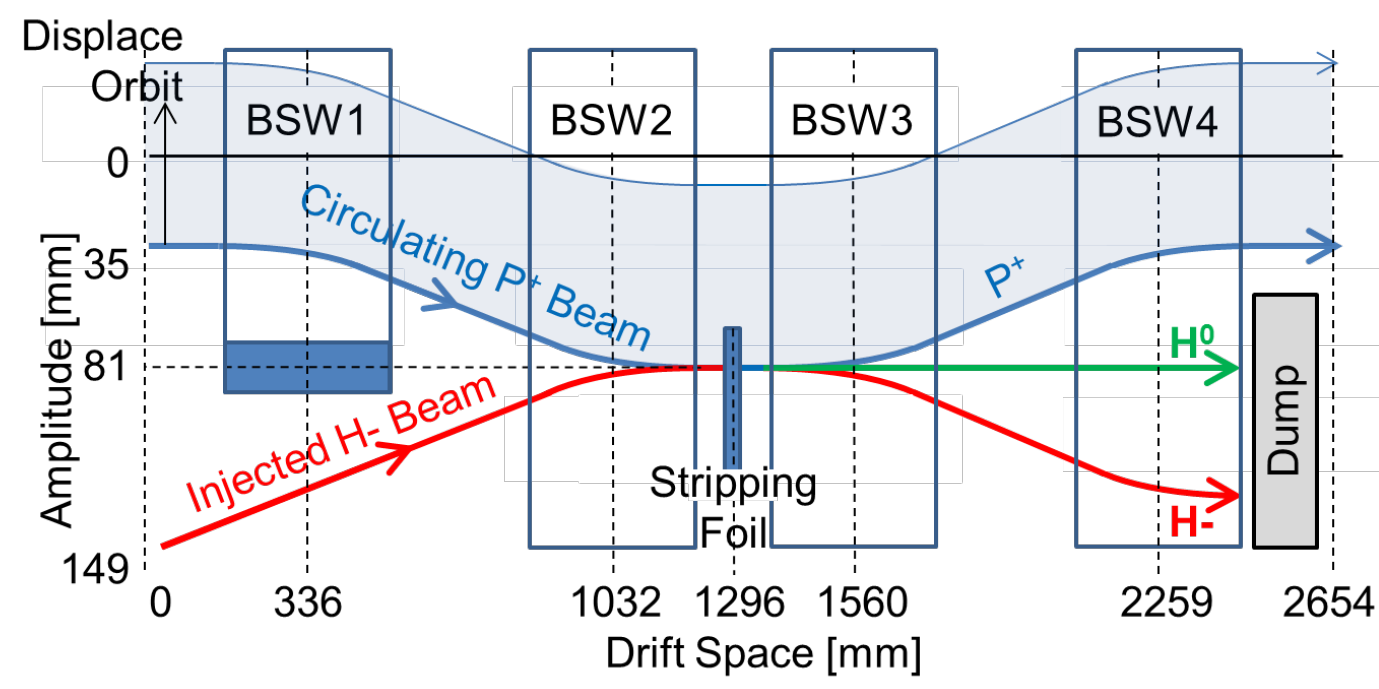 Displace
Orbit
BSW1
BSW2
BSW3
BSW4
0
Circulating P⁺ Beam
P⁺
35
Amplitude [mm]
81
H⁰
Injected H- Beam
Dump
Stripping
Foil
H-
149
0
336
1032
1296
1560
2259
2654
Drift Space [mm]